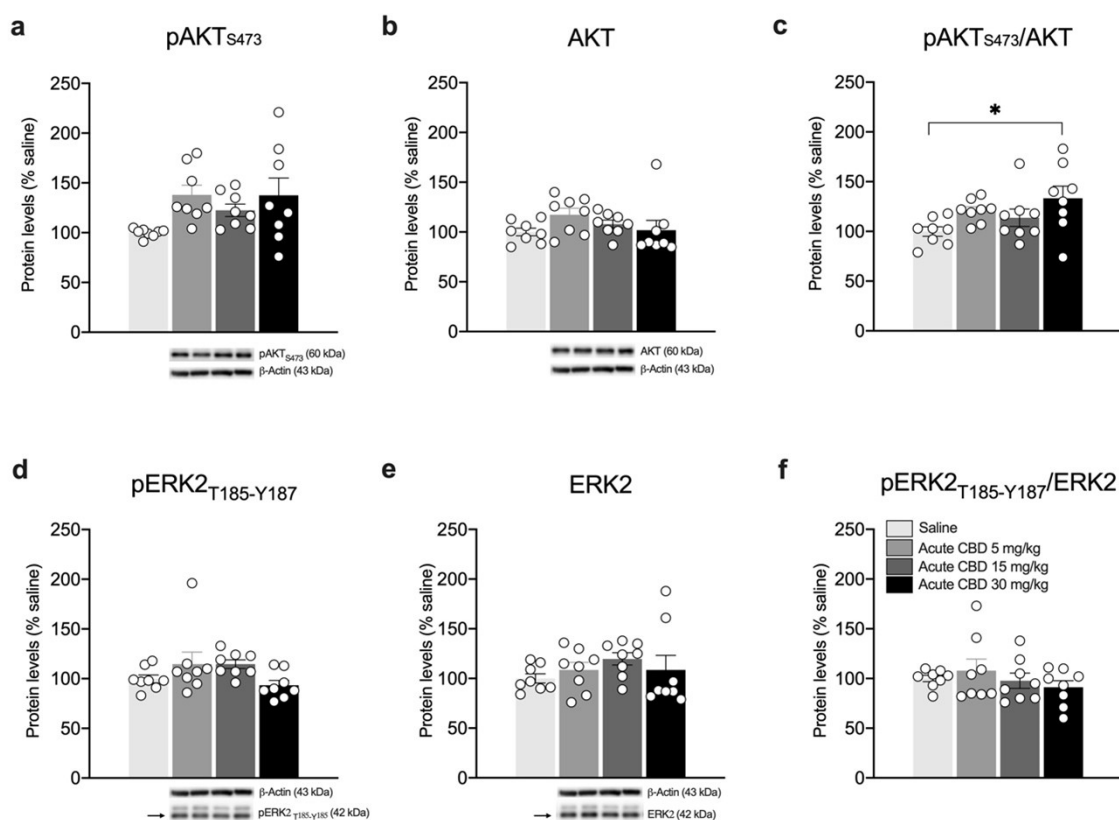 a
pAKTS473
Protein levels (% saline)
250
200
150
100
50
0
pAKTS473 (60 kDa)
β-Actin (43 kDa)
b
AKT
Protein levels (% saline)
250
200
150
100
50
0
AKT (60 kDa)
β-Actin (43 kDa)
c
pAKTS473/AKT
Protein levels (% saline)
250
200
150
100
50
0
*
d
pERK2T185-Y187
Protein levels (% saline)
250
200
150
100
50
0
β-Actin (43 kDa)
pERK2 T185-Y185 (42 kDa)
e
ERK2
Protein levels (% saline)
250
200
150
100
50
0
β-Actin (43 kDa)
ERK2 (42 kDa)
f
pERK2T185-Y187/ERK2
Protein levels (% saline)
250
200
150
100
50
0
Saline
Acute CBD 5 mg/kg
Acute CBD 15 mg/kg
Acute CBD 30 mg/kg